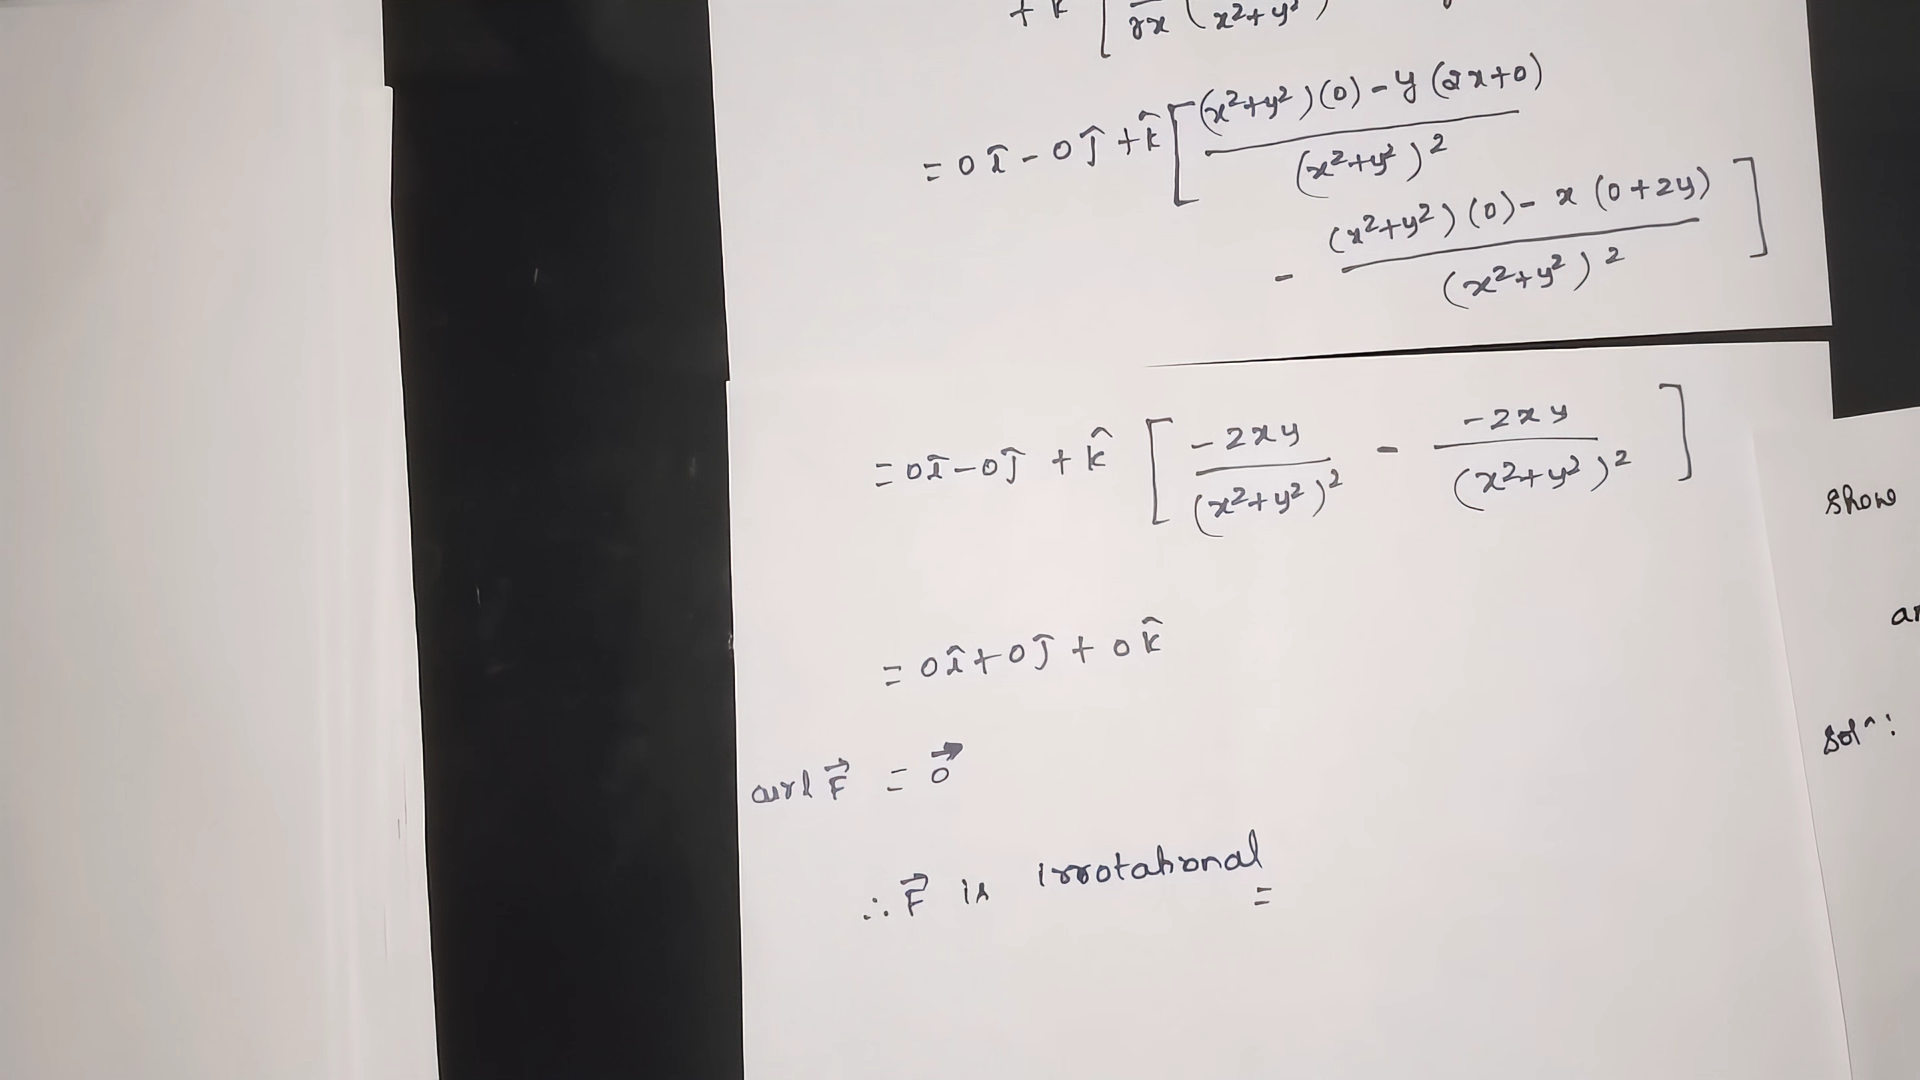 + k [ ∂/∂x ( /x²+y² )
= 0î - 0ĵ + k̂ [ (x²+y²)(0) - y(2x+0) / (x²+y²)²
- (x²+y²)(0) - x(0+2y) / (x²+y²)² ]
= 0î - 0ĵ + k̂ [ -2xy / (x²+y²)² - -2xy / (x²+y²)² ]
= 0î + 0ĵ + 0k̂
curl F⃗ = 0⃗
∴ F⃗ is irrotational
show
soln: